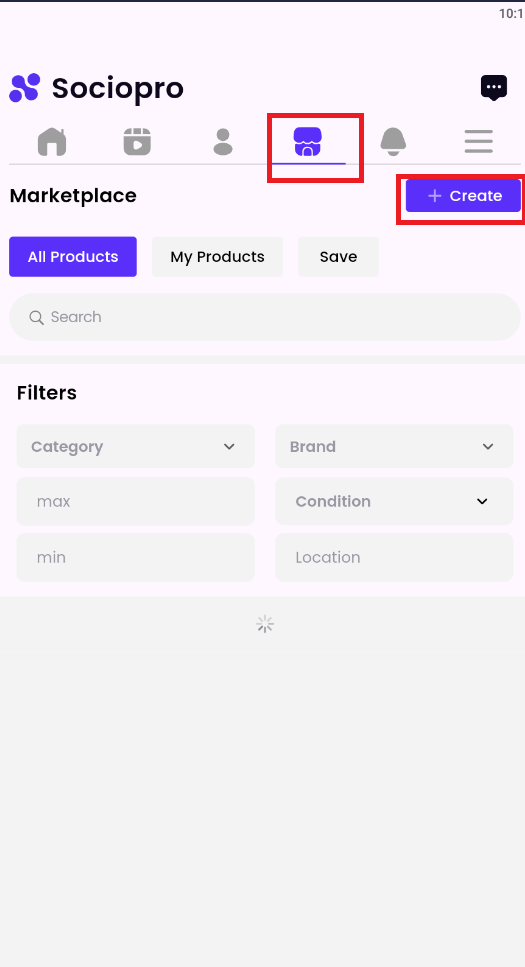 10:1
Sociopro
Marketplace
+ Create
All Products
My Products
Save
Search
Filters
Category
Brand
max
Condition
min
Location